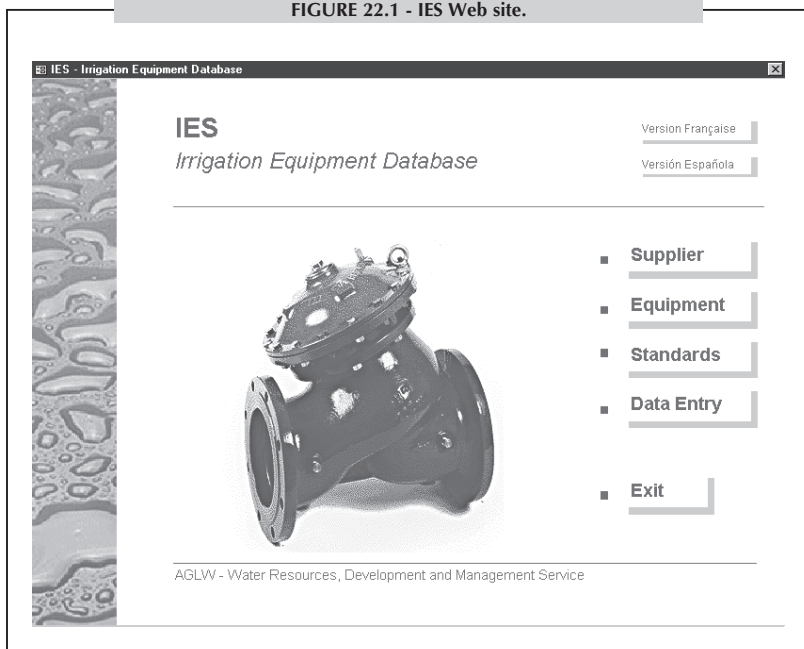 FIGURE 22.1 - IES Web site.
IES - Irrigation Equipment Database
IES
Irrigation Equipment Database
Version Française
Versión Española
Supplier
Equipment
Standards
Data Entry
Exit
AGLW - Water Resources, Development and Management Service